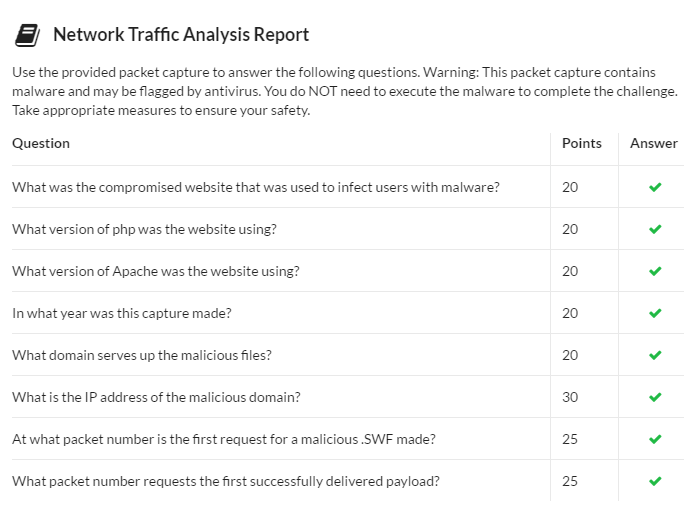 Network Traffic Analysis Report
Use the provided packet capture to answer the following questions. Warning: This packet capture contains
malware and may be flagged by antivirus. You do NOT need to execute the malware to complete the challenge.
Take appropriate measures to ensure your safety.
Question Points Answer
What was the compromised website that was used to infect users with malware? 20
What version of php was the website using? 20
What version of Apache was the website using? 20
In what year was this capture made? 20
What domain serves up the malicious files? 20
What is the IP address of the malicious domain? 30
At what packet number is the first request for a malicious .SWF made? 25
What packet number requests the first successfully delivered payload? 25